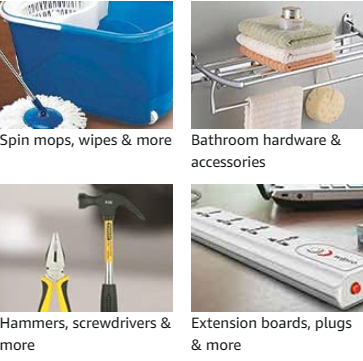 Spin mops, wipes & more
Bathroom hardware &
accessories
Hammers, screwdrivers &
more
Extension boards, plugs
& more